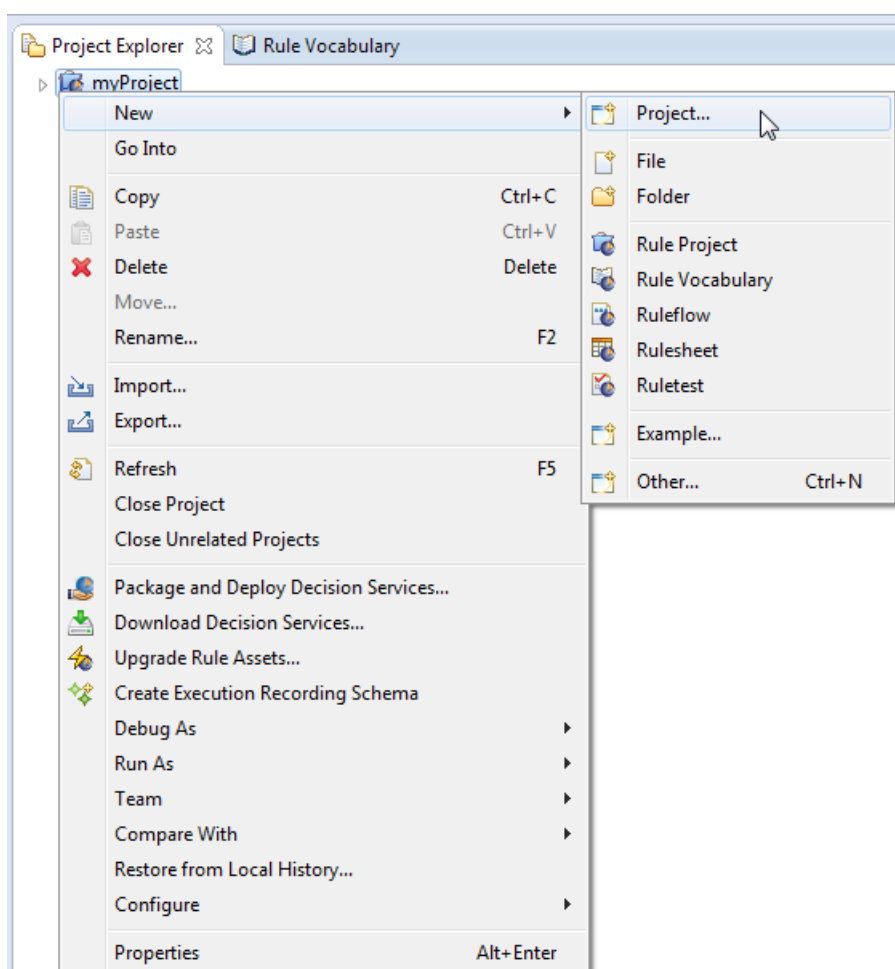 Project Explorer Rule Vocabulary
myProject
New
Go Into
Copy Ctrl+C
Paste Ctrl+V
Delete Delete
Move...
Rename... F2
Import...
Export...
Refresh F5
Close Project
Close Unrelated Projects
Package and Deploy Decision Services...
Download Decision Services...
Upgrade Rule Assets...
Create Execution Recording Schema
Debug As
Run As
Team
Compare With
Restore from Local History...
Configure
Properties Alt+Enter
Project...
File
Folder
Rule Project
Rule Vocabulary
Ruleflow
Rulesheet
Ruletest
Example...
Other... Ctrl+N